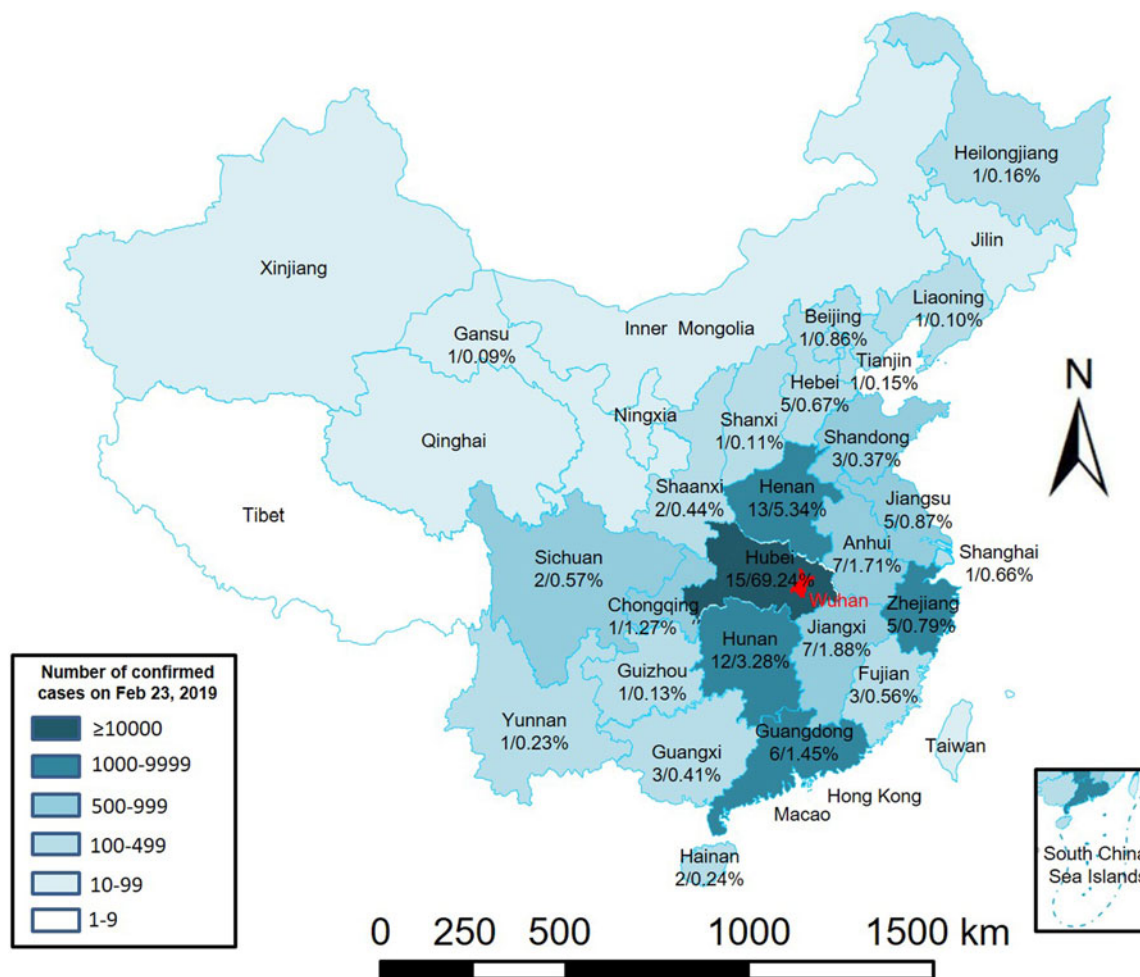 Heilongjiang
1/0.16%
Jilin
Xinjiang
Liaoning
1/0.10%
Beijing
1/0.86%
Inner Mongolia
Gansu
1/0.09%
Tianjin
1/0.15%
Hebei
5/0.67%
Ningxia
Shanxi
1/0.11%
Qinghai
Shandong
3/0.37%
N
Shaanxi
2/0.44%
Henan
13/5.34%
Jiangsu
5/0.87%
Tibet
Anhui
7/1.71%
Sichuan
2/0.57%
Hubei
15/69.24%
Shanghai
1/0.66%
Wuhan
Chongqing
1/1.27%
Zhejiang
5/0.79%
Hunan
12/3.28%
Jiangxi
7/1.88%
Guizhou
1/0.13%
Fujian
3/0.56%
Yunnan
1/0.23%
Guangdong
6/1.45%
Taiwan
Guangxi
3/0.41%
Hong Kong
Macao
Hainan
2/0.24%
South China
Sea Islands
Number of confirmed
cases on Feb 23, 2019
≥10000
1000-9999
500-999
100-499
10-99
1-9
0 250 500 1000 1500 km